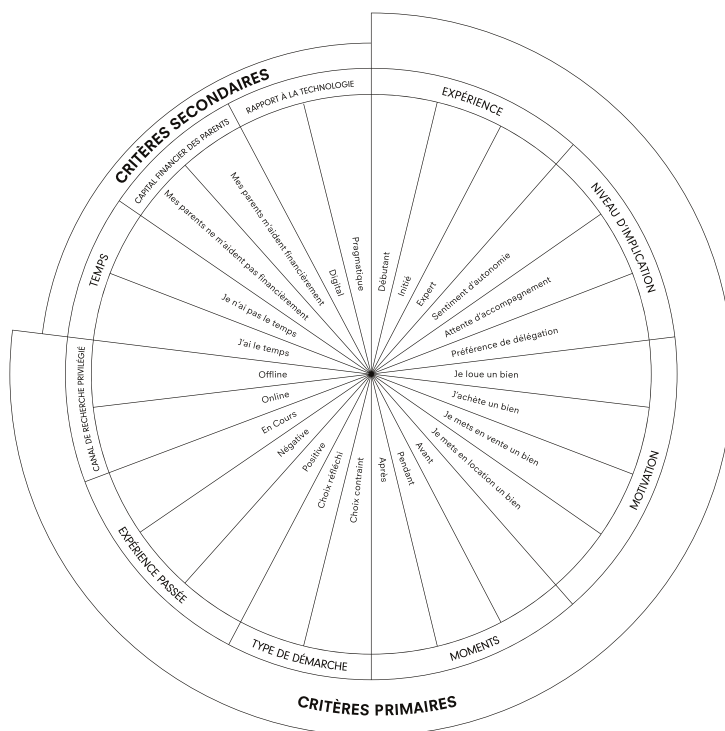 CRITÈRES SECONDAIRES
RAPPORT À LA TECHNOLOGIE
CAPITAL FINANCIER DES PARENTS
TEMPS
CANAL DE RECHERCHE PRIVILÉGIÉ
EXPÉRIENCE PASSÉE
TYPE DE DÉMARCHE
MOMENTS
MOTIVATION
NIVEAU D'IMPLICATION
EXPÉRIENCE
Débutant
Initié
Expert
Sentiment d'autonomie
Attente d'accompagnement
Préférence de délégation
Je loue un bien
J'achète un bien
Je mets en vente un bien
Je mets en location un bien
Avant
Pendant
Après
Choix contraint
Choix réfléchi
Positive
Négative
En Cours
Online
Offline
J'ai le temps
Je n'ai pas le temps
Mes parents ne m'aident pas financièrement
Mes parents m'aident financièrement
Digital
Pragmatique
CRITÈRES PRIMAIRES